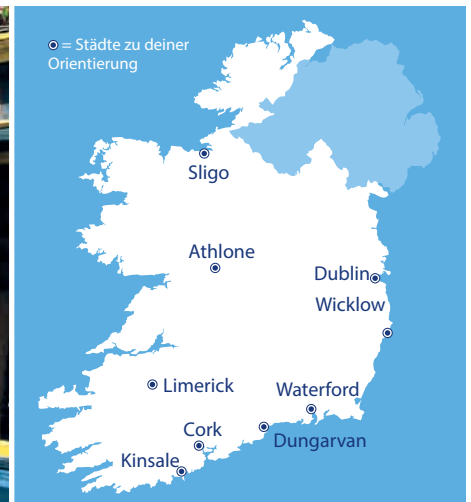 = Städte zu deiner
Orientierung
Sligo
Athlone
Dublin
Wicklow
Limerick
Waterford
Cork
Dungarvan
Kinsale